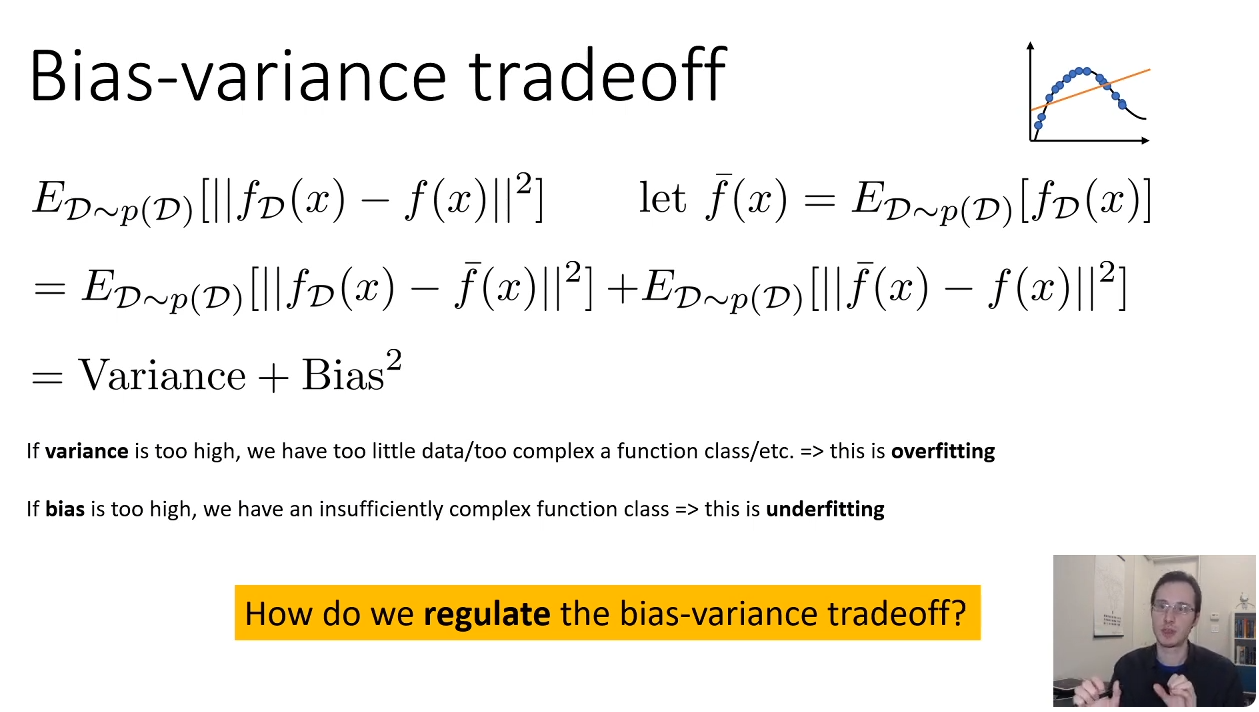 Bias-variance tradeoff
$E_{\mathcal{D}\sim p(\mathcal{D})}[||f_{\mathcal{D}}(x) - f(x)||^2]$ let $\bar{f}(x) = E_{\mathcal{D}\sim p(\mathcal{D})}[f_{\mathcal{D}}(x)]$
$= E_{\mathcal{D}\sim p(\mathcal{D})}[||f_{\mathcal{D}}(x) - \bar{f}(x)||^2] + E_{\mathcal{D}\sim p(\mathcal{D})}[||\bar{f}(x) - f(x)||^2]$
$= \text{Variance} + \text{Bias}^2$
If variance is too high, we have too little data/too complex a function class/etc. => this is overfitting
If bias is too high, we have an insufficiently complex function class => this is underfitting
How do we regulate the bias-variance tradeoff?